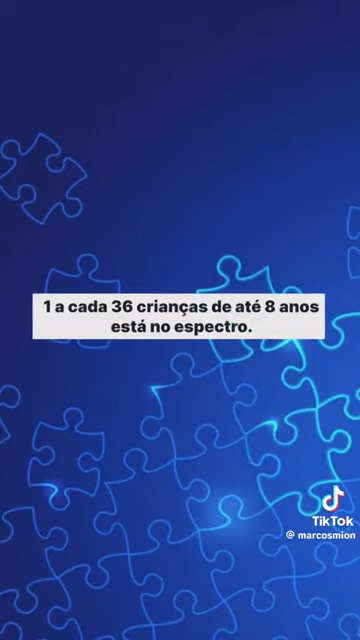 1 a cada 36 crianças de até 8 anos
está no espectro.
TikTok
@ marcosmion